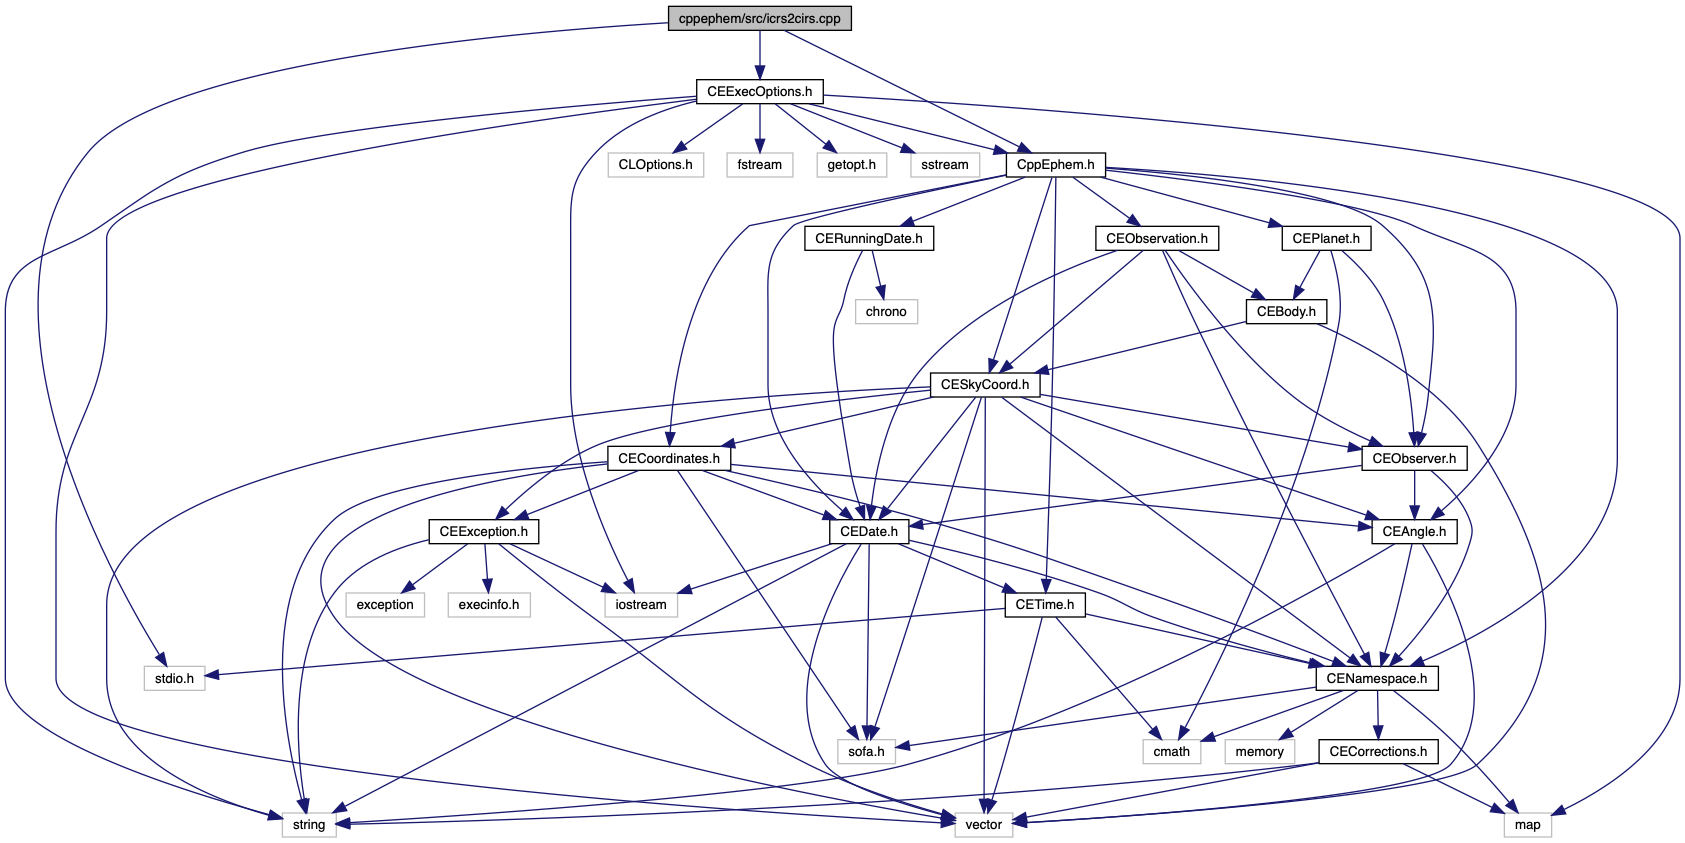 cppephem/src/icrs2cirs.cpp
CEExecOptions.h
CLOptions.h
fstream
getopt.h
sstream
CppEphem.h
CERunningDate.h
CEObservation.h
CEPlanet.h
chrono
CEBody.h
CESkyCoord.h
CECoordinates.h
CEObserver.h
CEException.h
CEDate.h
CEAngle.h
exception
execinfo.h
iostream
CETime.h
stdio.h
CENamespace.h
sofa.h
cmath
memory
CECorrections.h
string
vector
map